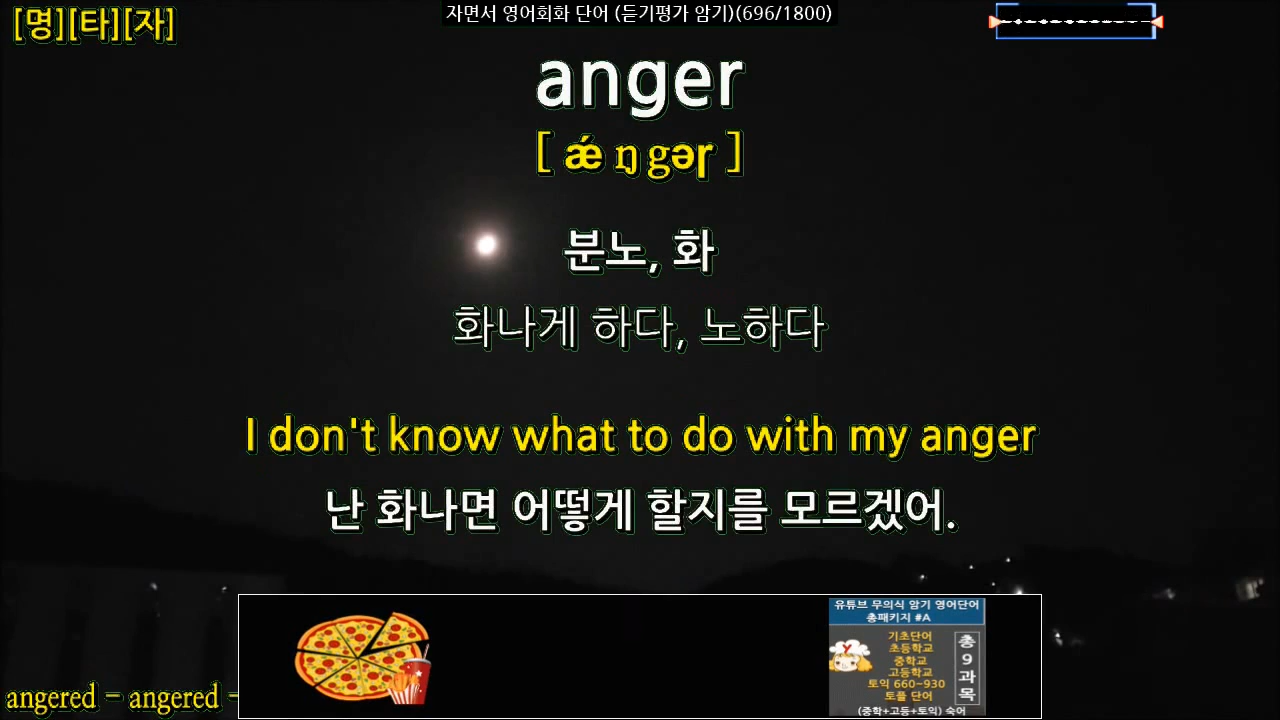 [명][타][자]
자면서 영어회화 단어 (듣기평가 암기)(696/1800)
anger
[ ǽ ŋ gər ]
분노, 화
화나게 하다, 노하다
I don't know what to do with my anger
난 화나면 어떻게 할지를 모르겠어.
유튜브 무의식 암기 영어단어
총패키지 #A
기초단어
초등학교
중학교
고등학교
토익 660~930
토플 단어
총9과목
(중학+고등+토익) 숙어
angered - angered -